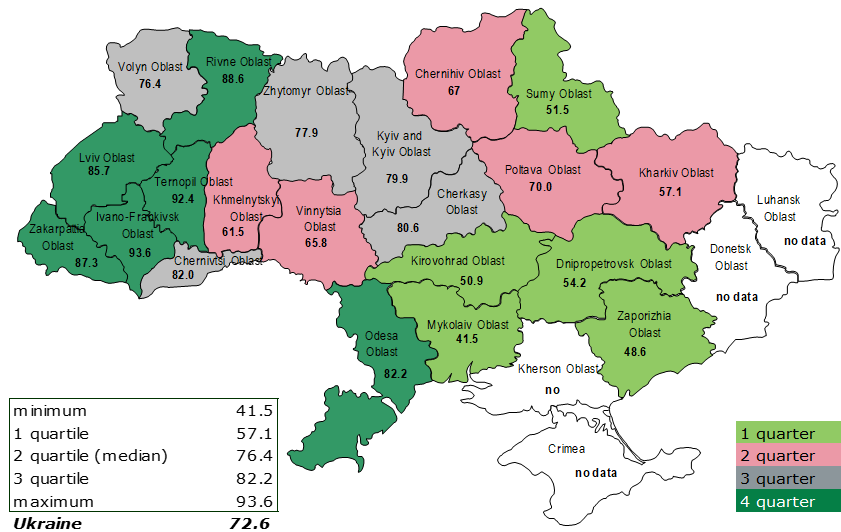 Volyn Oblast
76.4
Rivne Oblast
88.6
Zhytomyr Oblast
77.9
Chernihiv Oblast
67
Sumy Oblast
51.5
Kyiv and
Kyiv Oblast
79.9
Lviv Oblast
85.7
Ternopil Oblast
92.4
Khmelnytskyi
Oblast
61.5
Vinnytsia
Oblast
65.8
Cherkasy
Oblast
80.6
Poltava Oblast
70.0
Kharkiv Oblast
57.1
Luhansk
Oblast
no data
Zakarpattia
Oblast
87.3
Ivano-Frankivsk
Oblast
93.6
Chernivtsi Oblast
82.0
Kirovohrad Oblast
50.9
Dnipropetrovsk Oblast
54.2
Donetsk
Oblast
no data
Odesa
Oblast
82.2
Mykolaiv Oblast
41.5
Zaporizhia
Oblast
48.6
Kherson Oblast
no
Crimea
no data
minimum 41.5
1 quartile 57.1
2 quartile (median) 76.4
3 quartile 82.2
maximum 93.6
Ukraine 72.6
1 quarter
2 quarter
3 quarter
4 quarter